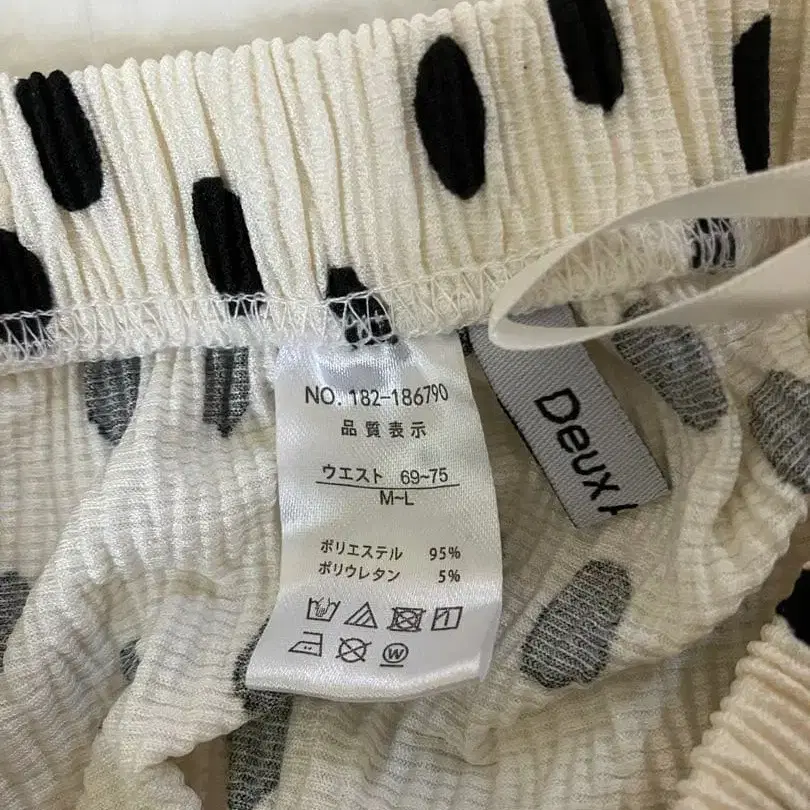 NO. 182-186790
品質表示
ウエスト 69~75
M~L
ポリエステル 95%
ポリウレタン 5%
W
Deux